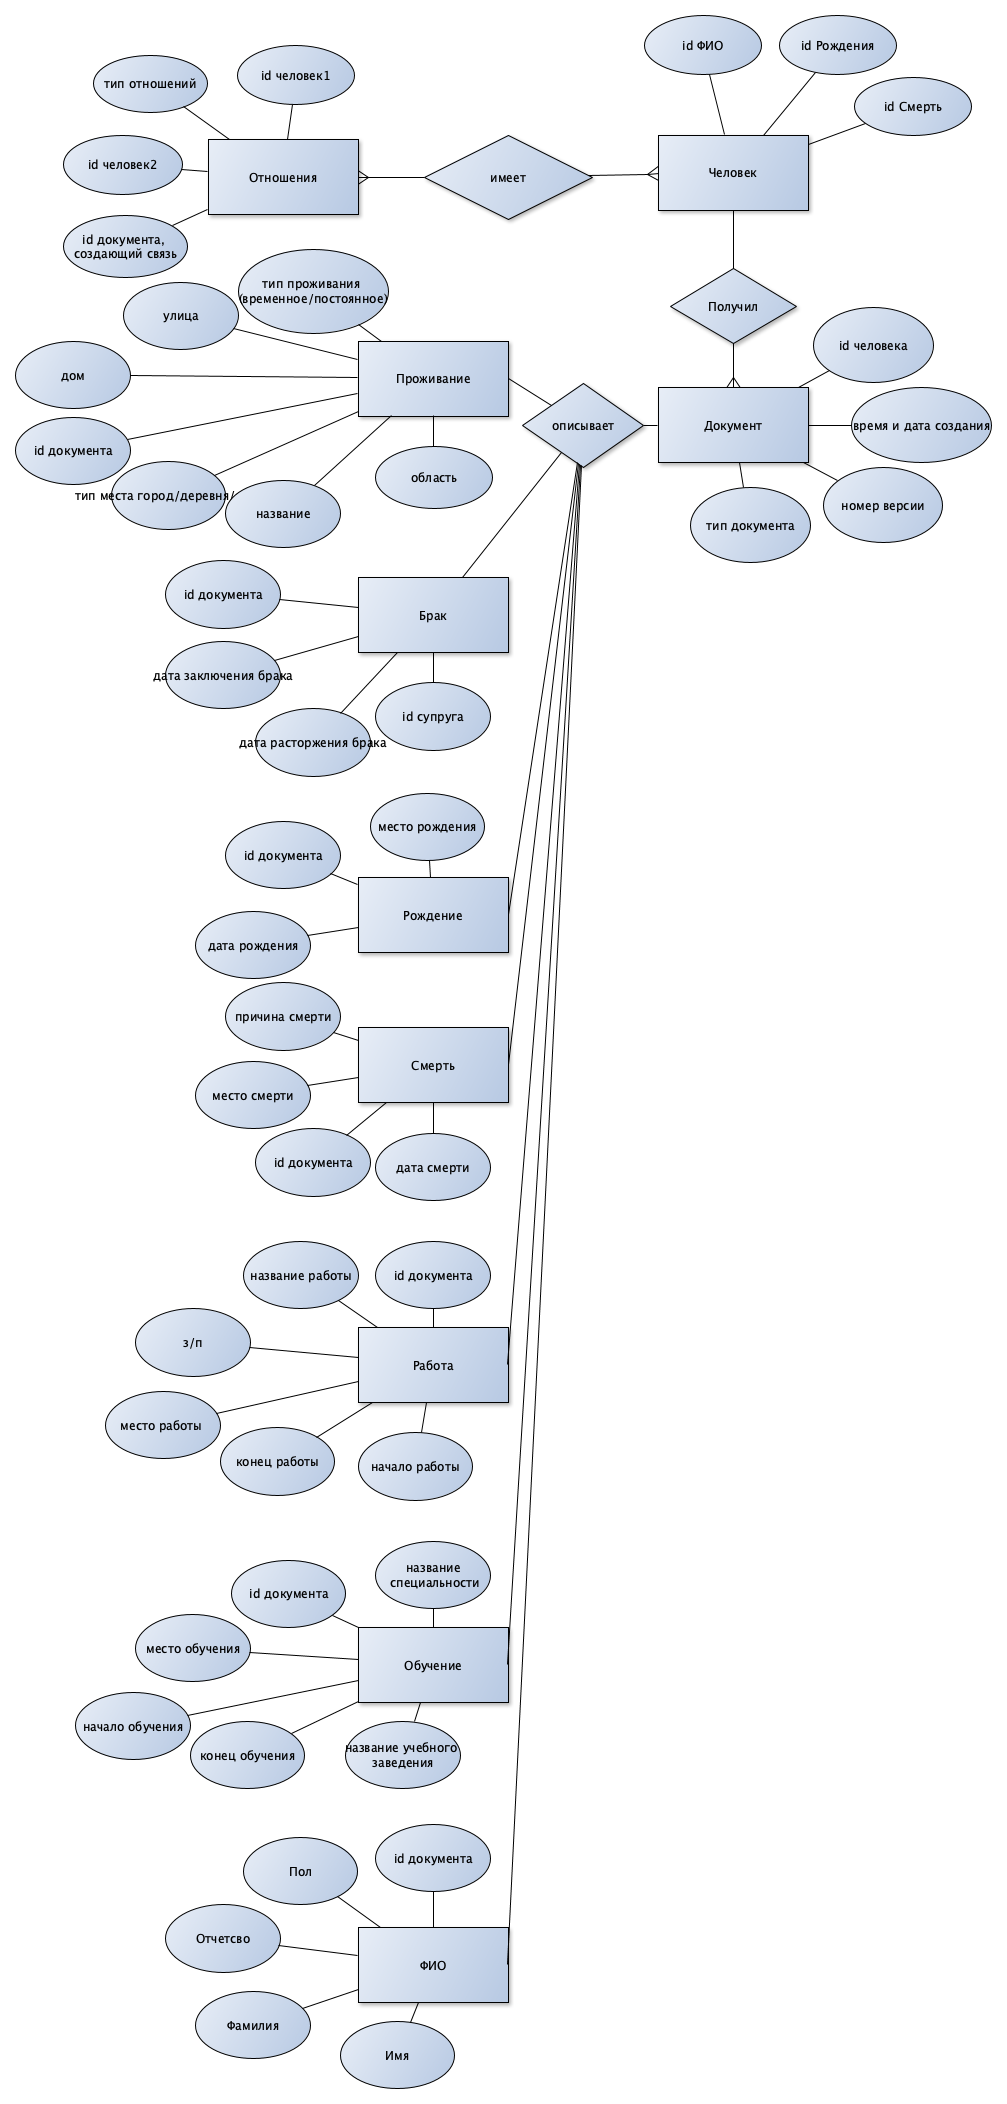 id ФИО
id Рождения
id человек1
тип отношений
id Смерть
id человек2
Отношения
имеет
Человек
id документа,
создающий связь
тип проживания
(временное/постоянное)
улица
Получил
id человека
дом
Проживание
описывает
Документ
время и дата создания
id документа
область
тип места город/деревня/
название
номер версии
тип документа
id документа
Брак
дата заключения брака
id супруга
дата расторжения брака
место рождения
id документа
Рождение
дата рождения
причина смерти
Смерть
место смерти
id документа
дата смерти
название работы
id документа
з/п
Работа
место работы
конец работы
начало работы
название
специальности
id документа
место обучения
Обучение
начало обучения
конец обучения
название учебного
заведения
id документа
Пол
Отчетсво
ФИО
Фамилия
Имя